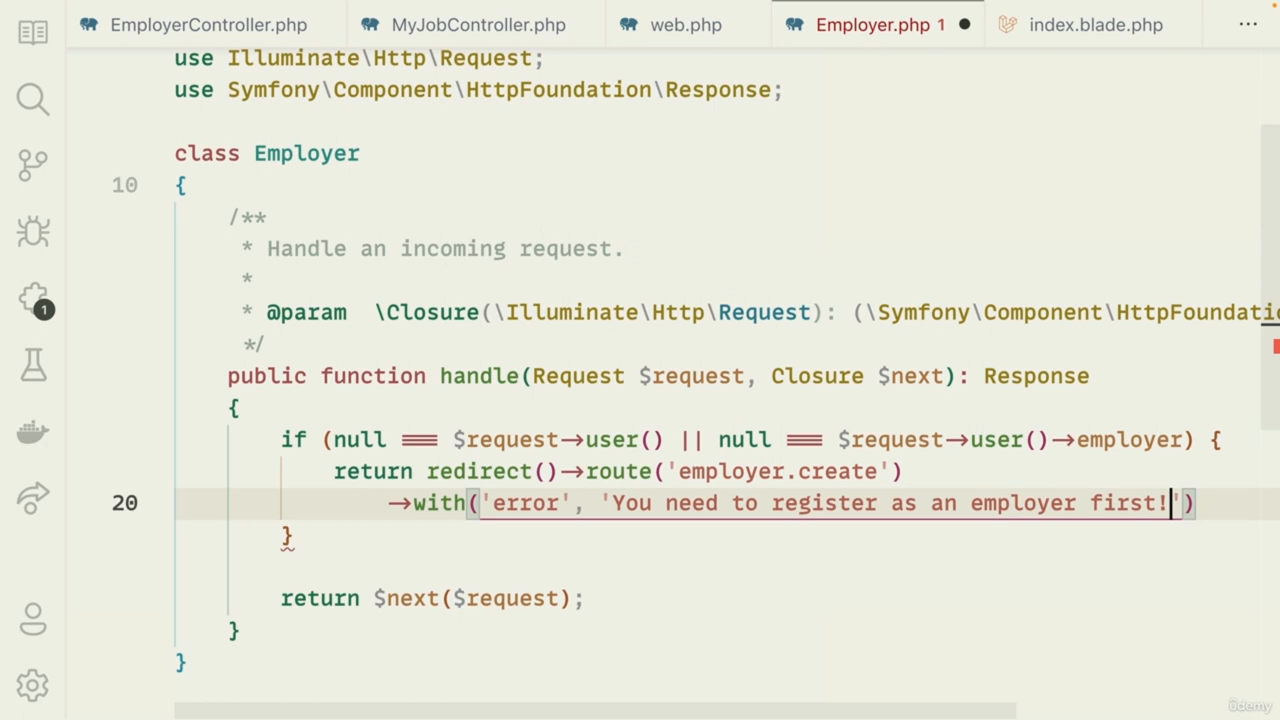 EmployerController.php MyJobController.php web.php Employer.php 1 index.blade.php ...
use Illuminate\Http\Request;
use Symfony\Component\HttpFoundation\Response;
class Employer
10 {
/**
* Handle an incoming request.
*
* @param  \Closure(\Illuminate\Http\Request): (\Symfony\Component\HttpFoundatio
*/
public function handle(Request $request, Closure $next): Response
{
if (null === $request->user() || null === $request->user()->employer) {
return redirect()->route('employer.create')
20 ->with('error', 'You need to register as an employer first!')
}
return $next($request);
}
}
1
ûdemy